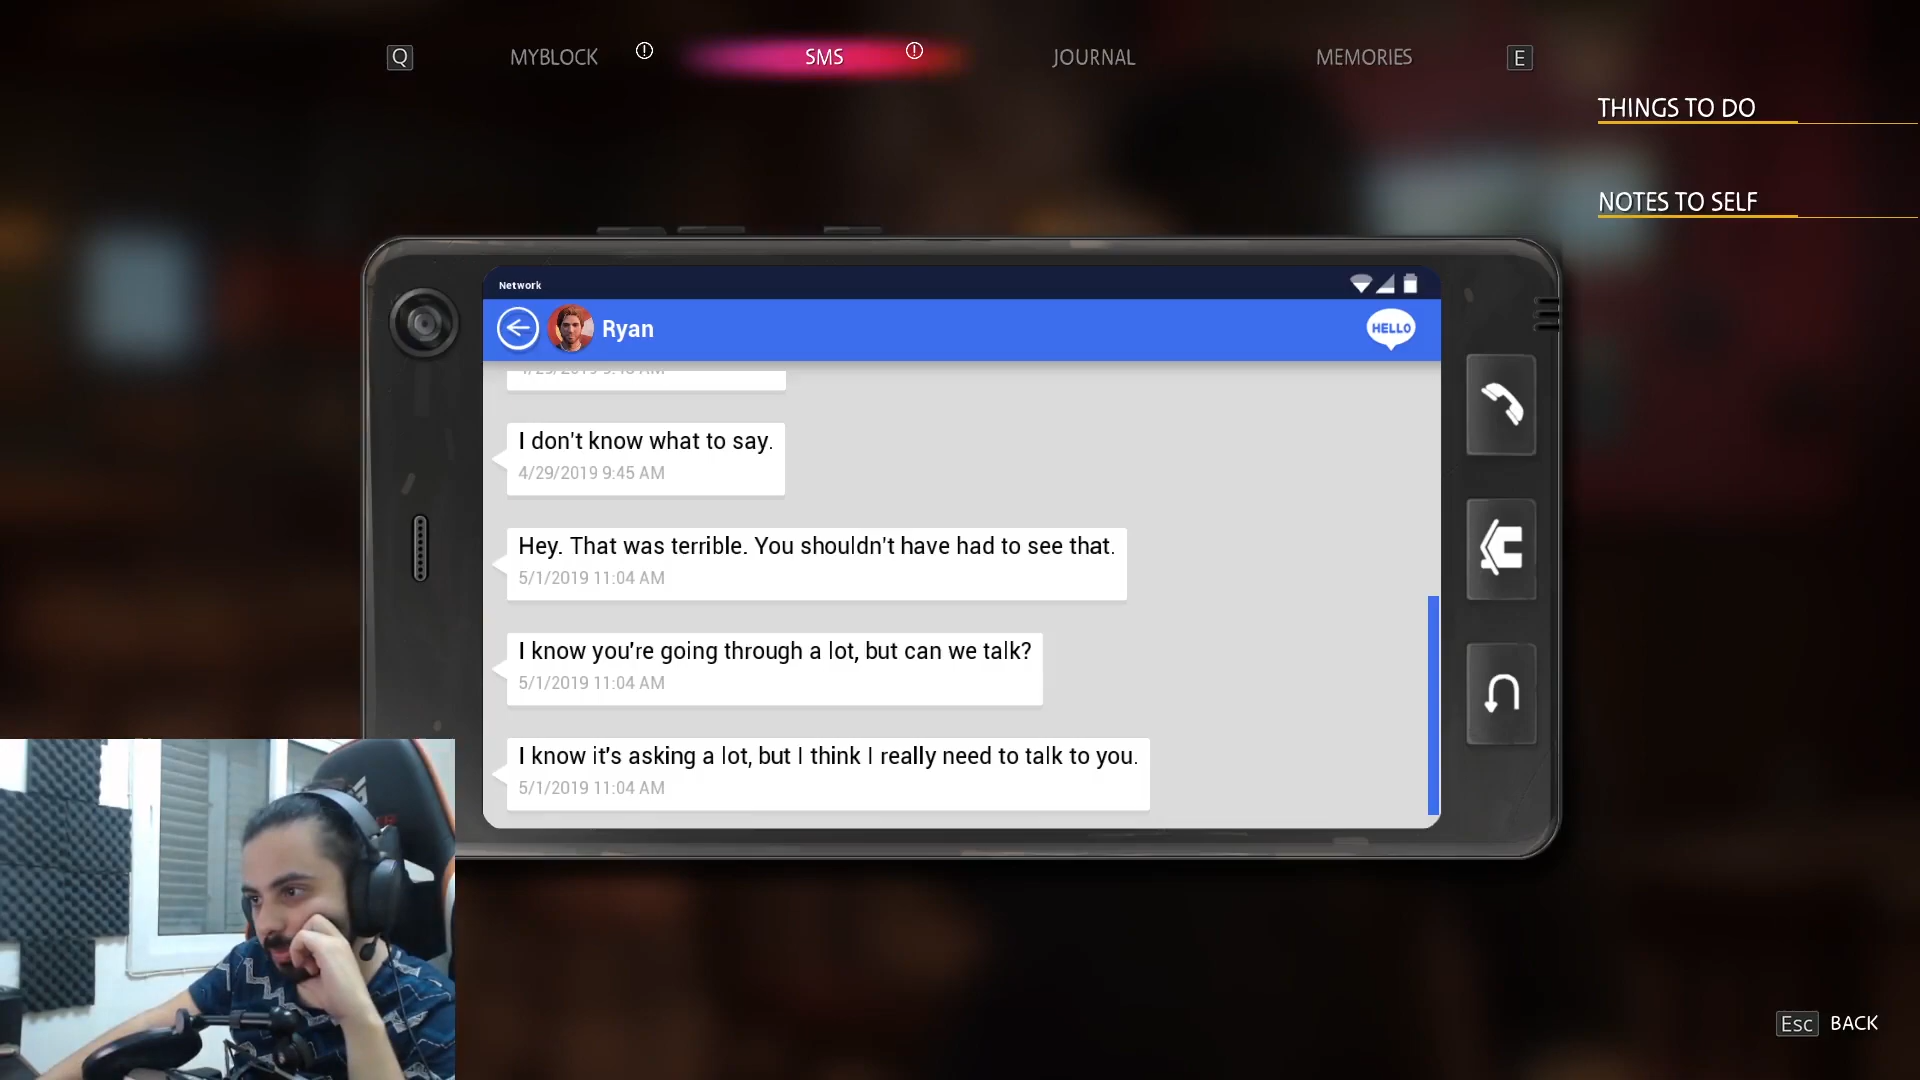 Q
MYBLOCK
SMS
JOURNAL
MEMORIES
E
THINGS TO DO
NOTES TO SELF
Network
Ryan
HELLO
I don't know what to say.
4/29/2019 9:45 AM
Hey. That was terrible. You shouldn't have had to see that.
5/1/2019 11:04 AM
I know you're going through a lot, but can we talk?
5/1/2019 11:04 AM
I know it's asking a lot, but I think I really need to talk to you.
5/1/2019 11:04 AM
Esc BACK